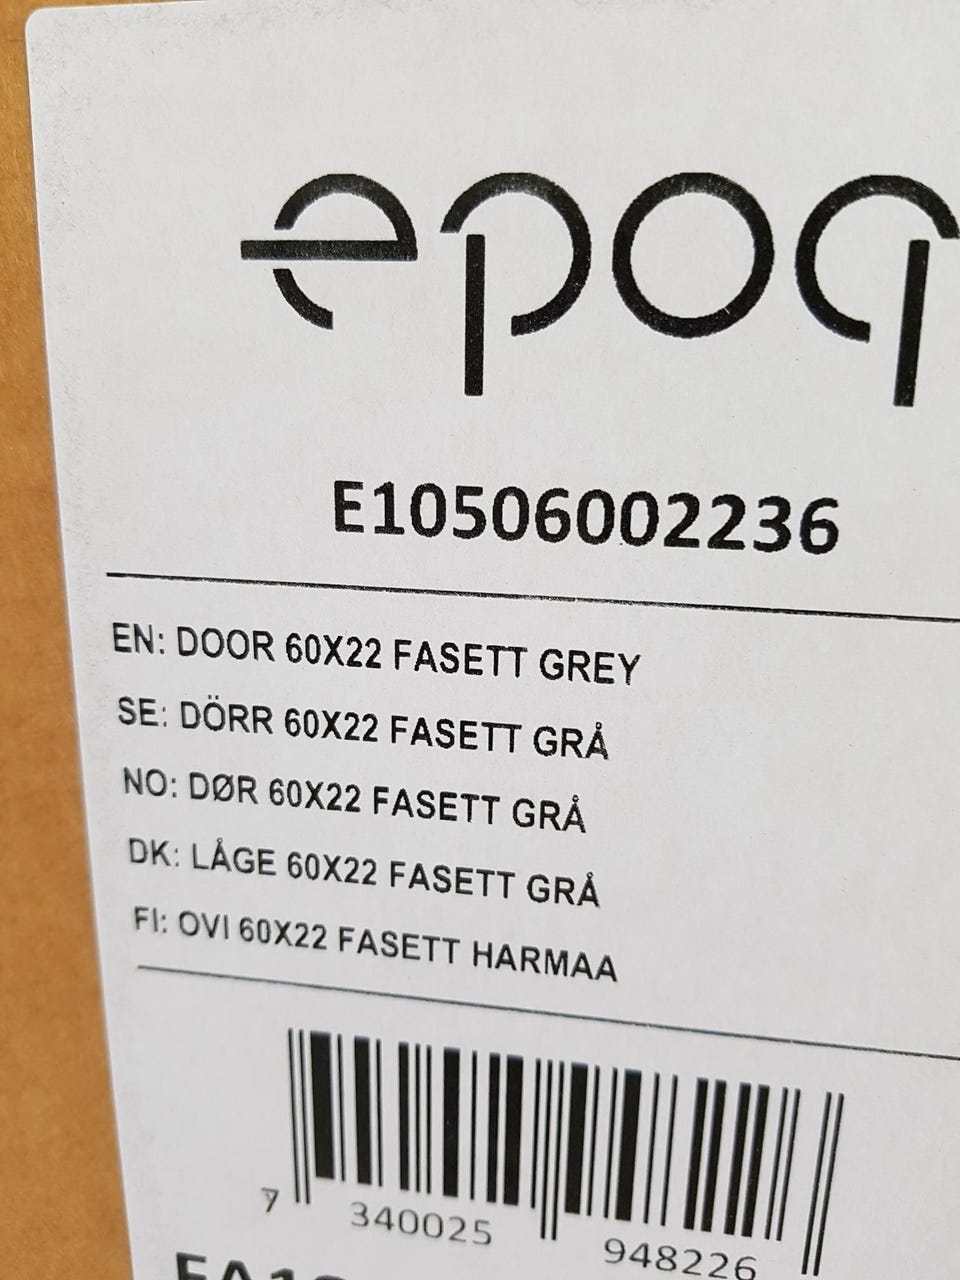 epoq
E10506002236
EN: DOOR 60X22 FASETT GREY
SE: DÖRR 60X22 FASETT GRÅ
NO: DØR 60X22 FASETT GRÅ
DK: LÅGE 60X22 FASETT GRÅ
FI: OVI 60X22 FASETT HARMAA
7 340025 948226